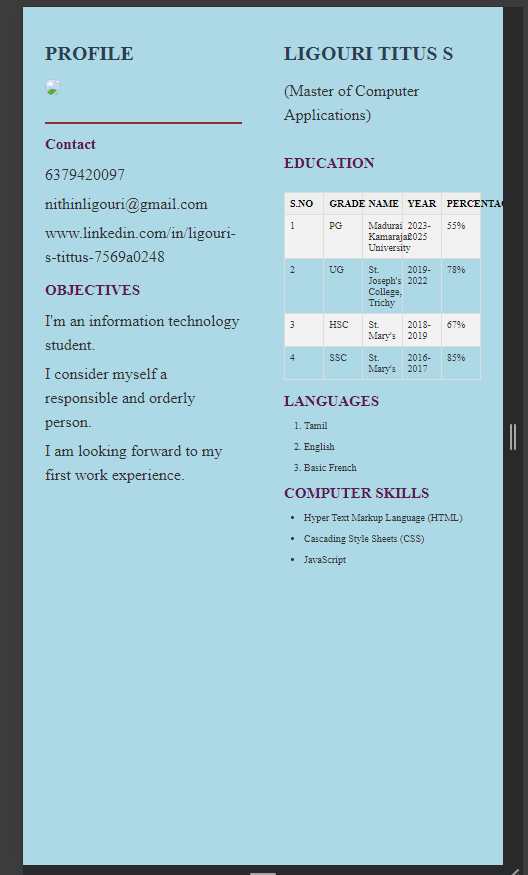 PROFILE
Contact
6379420097
nithinligouri@gmail.com
www.linkedin.com/in/ligouri-
s-tittus-7569a0248
OBJECTIVES
I'm an information technology
student.
I consider myself a
responsible and orderly
person.
I am looking forward to my
first work experience.
LIGOURI TITUS S
(Master of Computer
Applications)
EDUCATION
S.NO GRADE NAME YEAR PERCENTAG
1 PG Madurai Kamarajar University 2023-2025 55%
2 UG St. Joseph's College, Trichy 2019-2022 78%
3 HSC St. Mary's 2018-2019 67%
4 SSC St. Mary's 2016-2017 85%
LANGUAGES
1. Tamil
2. English
3. Basic French
COMPUTER SKILLS
• Hyper Text Markup Language (HTML)
• Cascading Style Sheets (CSS)
• JavaScript